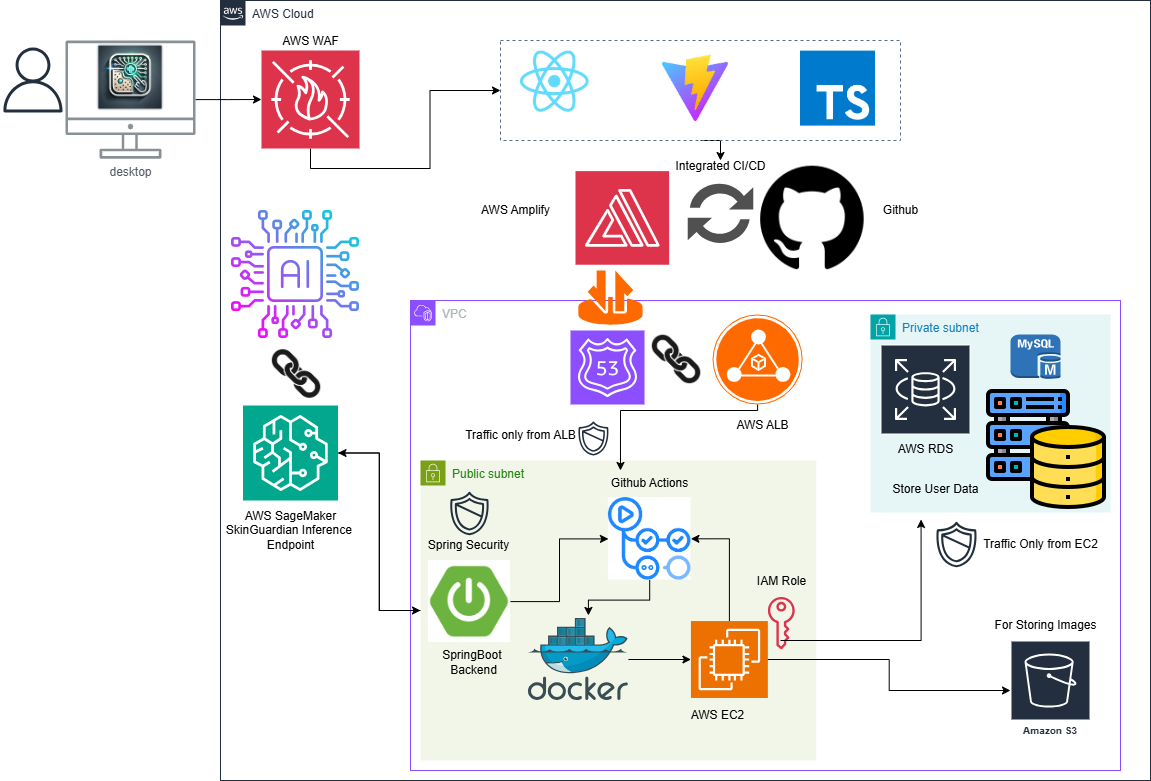 aws
AWS Cloud
AWS WAF
TS
desktop
Integrated CI/CD
AWS Amplify
Github
AI
VPC
53
Private subnet
MySQL
M
AWS RDS
Store User Data
AWS ALB
Traffic only from ALB
Public subnet
Github Actions
Spring Security
AWS SageMaker
SkinGuardian Inference
Endpoint
Traffic Only from EC2
IAM Role
For Storing Images
SpringBoot
Backend
docker
AWS EC2
Amazon S3